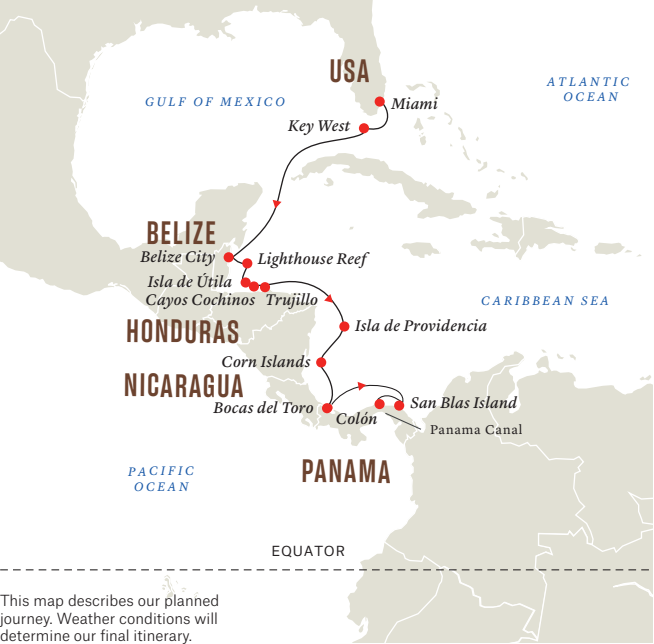 USA
ATLANTIC
OCEAN
GULF OF MEXICO
Miami
Key West
BELIZE
Belize City
Lighthouse Reef
Isla de Útila
Cayos Cochinos
Trujillo
CARIBBEAN SEA
HONDURAS
Isla de Providencia
Corn Islands
NICARAGUA
Bocas del Toro
Colón
San Blas Island
Panama Canal
PANAMA
PACIFIC
OCEAN
EQUATOR
This map describes our planned
journey. Weather conditions will
determine our final itinerary.